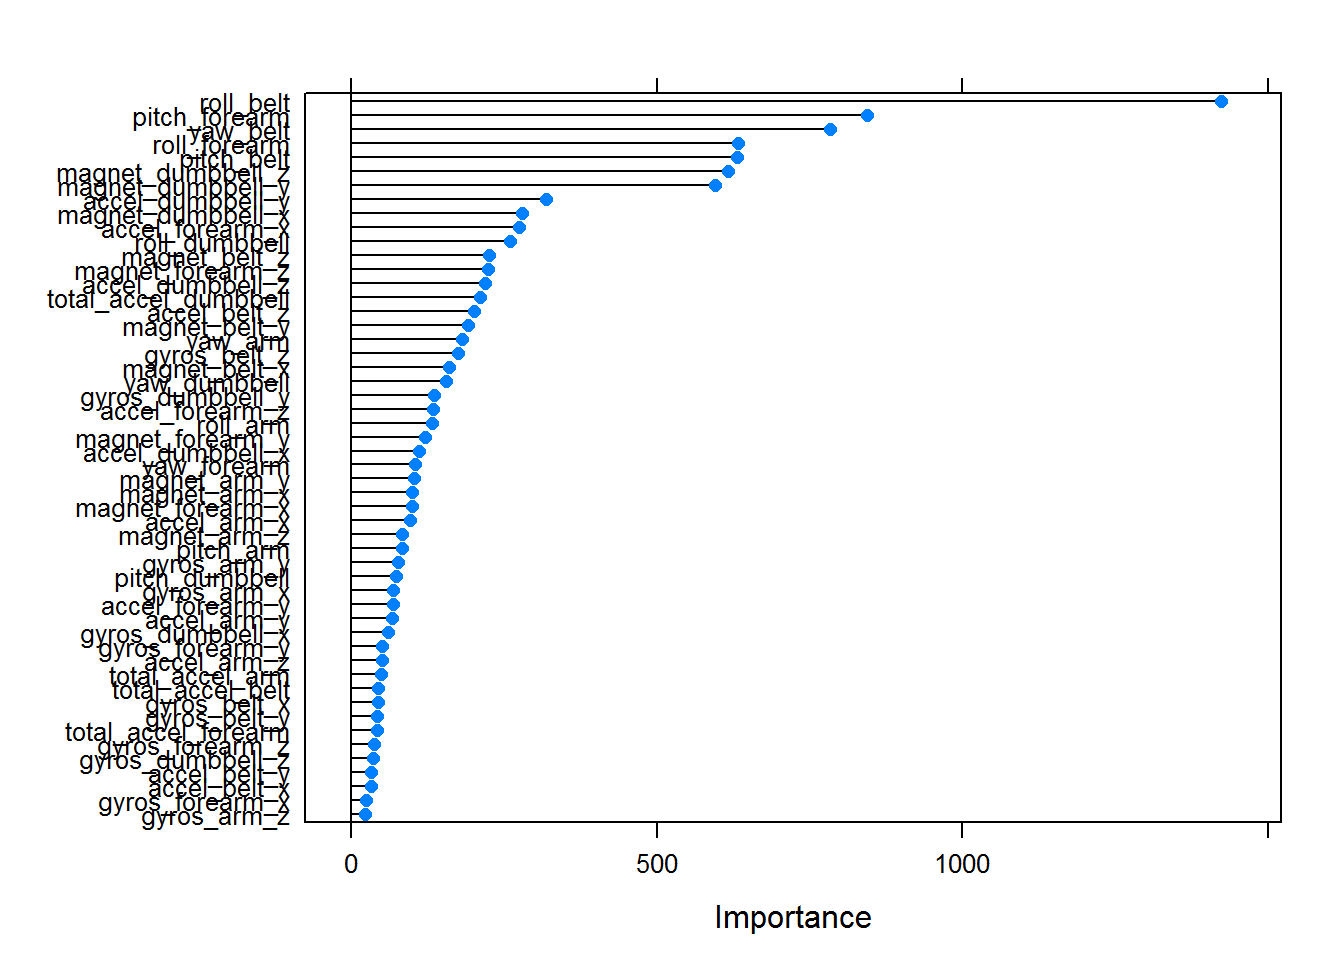 roll_belt
pitch_forearm
yaw_belt
roll_forearm
pitch_belt
magnet_dumbbell_z
magnet_dumbbell_y
accel_dumbbell_y
magnet_dumbbell_x
accel_forearm_x
roll_dumbbell
magnet_belt_z
magnet_forearm_z
accel_dumbbell_z
total_accel_dumbbell
accel_belt_z
magnet_belt_y
yaw_arm
gyros_belt_z
magnet_belt_x
yaw_dumbbell
gyros_dumbbell_y
accel_forearm_z
roll_arm
magnet_forearm_y
accel_dumbbell_x
yaw_forearm
magnet_arm_y
magnet_arm_x
magnet_forearm_x
accel_arm_x
magnet_arm_z
pitch_arm
gyros_arm_y
pitch_dumbbell
gyros_arm_x
accel_forearm_y
accel_arm_y
gyros_dumbbell_x
gyros_forearm_y
accel_arm_z
total_accel_arm
total_accel_belt
gyros_belt_x
gyros_belt_y
total_accel_forearm
gyros_forearm_z
gyros_dumbbell_z
accel_belt_y
accel_belt_x
gyros_forearm_x
gyros_arm_z
0 500 1000
Importance